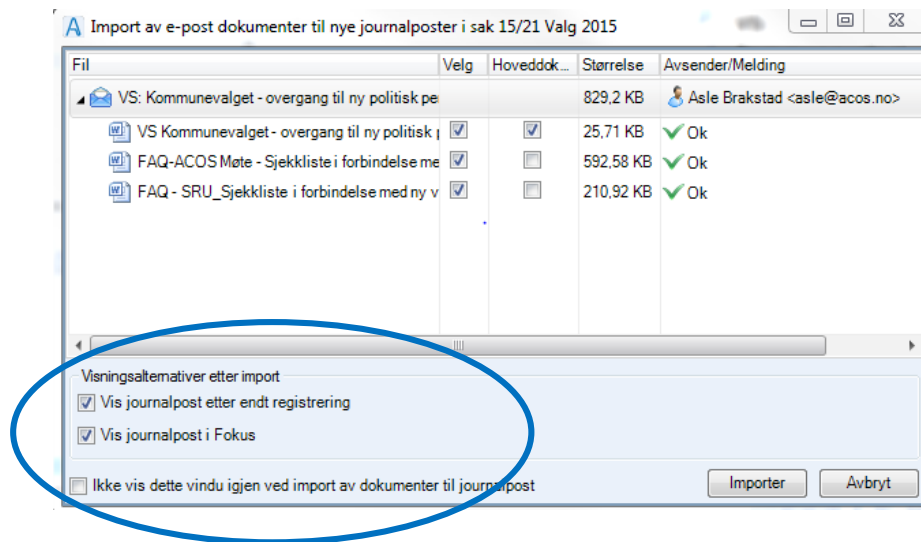 Import av e-post dokumenter til nye journalposter i sak 15/21 Valg 2015
Fil Velg Hoveddok... Størrelse Avsender/Melding
VS: Kommunevalget - overgang til ny politisk pe 829,2 KB Asle Brakstad <asle@acos.no>
VS Kommunevalget - overgang til ny politisk 25,71 KB Ok
FAQ-ACOS Møte - Sjekkliste i forbindelse me 592,58 KB Ok
FAQ - SRU_Sjekkliste i forbindelse med ny v 210,92 KB Ok
Visningsalternativer etter import
Vis journalpost etter endt registrering
Vis journalpost i Fokus
Ikke vis dette vindu igjen ved import av dokumenter til journalpost Importer Avbryt